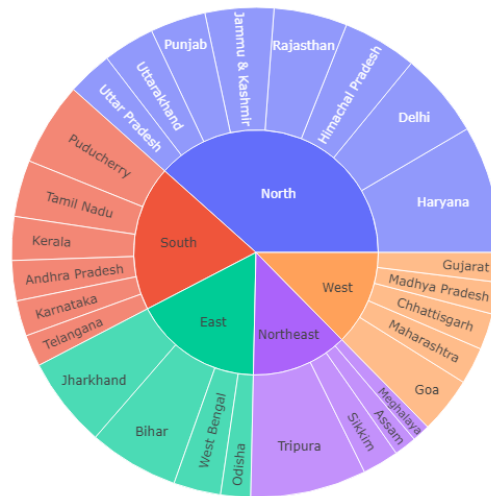 Jammu & Kashmir
Rajasthan
Punjab
Himachal Pradesh
Uttarakhand
Uttar Pradesh
Delhi
Puducherry
North
Haryana
Tamil Nadu
Kerala
South
Gujarat
Andhra Pradesh
West
Madhya Pradesh
Karnataka
Chhattisgarh
Telangana
East
Northeast
Maharashtra
Jharkhand
Goa
Bihar
West Bengal
Odisha
Tripura
Sikkim
Assam
Meghalaya